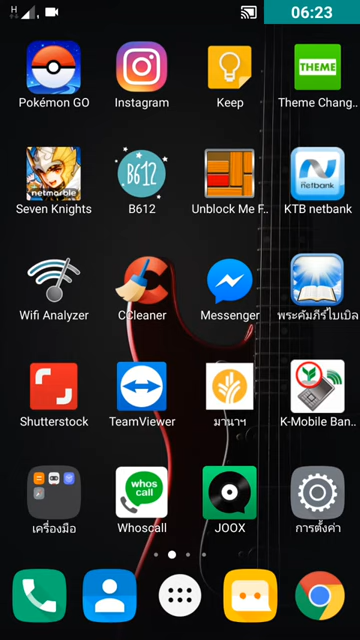 H
06:23
THEME
Pokémon GO
Instagram
Keep
Theme Chang..
netmarble
B612
N
netbank
Seven Knights
B612
Unblock Me F..
KTB netbank
Wifi Analyzer
CCleaner
Messenger
พระคัมภีร์ไบเบิล
Shutterstock
TeamViewer
มานาฯ
K-Mobile Ban..
whos
call
เครื่องมือ
Whoscall
JOOX
การตั้งค่า